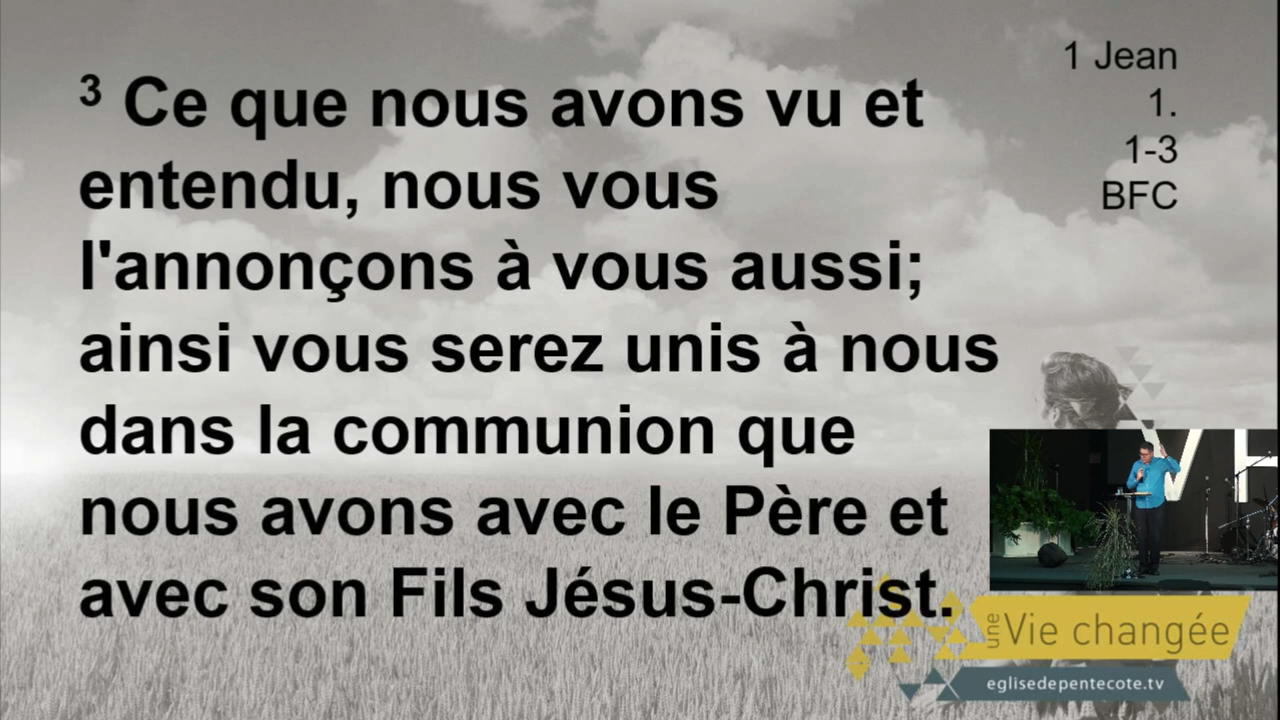 ³ Ce que nous avons vu et
entendu, nous vous
l'annonçons à vous aussi;
ainsi vous serez unis à nous
dans la communion que
nous avons avec le Père et
avec son Fils Jésus-Christ.
1 Jean
1.
1-3
BFC
une Vie changée
eglisedepentecote.tv